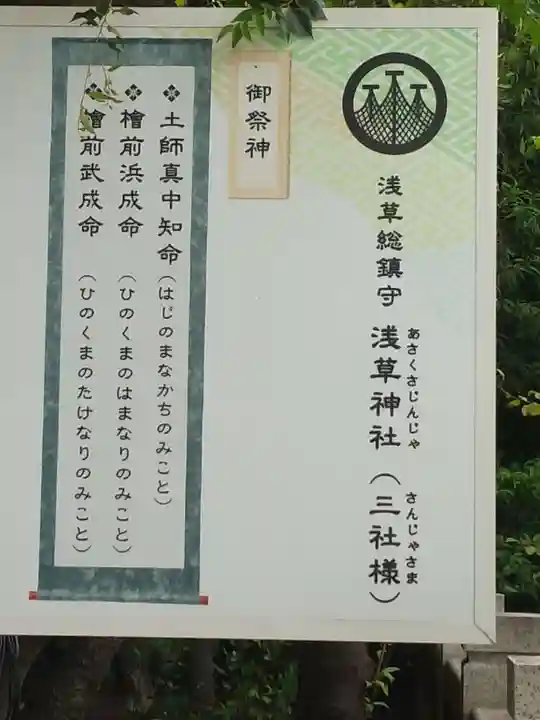 浅草総鎮守 浅草神社（三社様）
あさくさじんじゃ
さんじゃさま
御祭神
土師真中知命（はじのまなかちのみこと）
檜前浜成命（ひのくまのはまなりのみこと）
檜前武成命（ひのくまのたけなりのみこと）